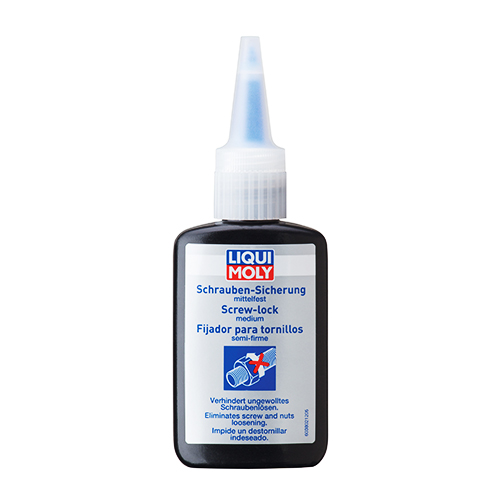 LIQUI
MOLY
Schrauben-Sicherung
mittelfest
Screw-lock
medium
Fijador para tornillos
semi-firme
Verhindert ungewolltes
Schraubenlösen.
Eliminates screw and nuts
loosening.
Impide un destornillar
indeseado.